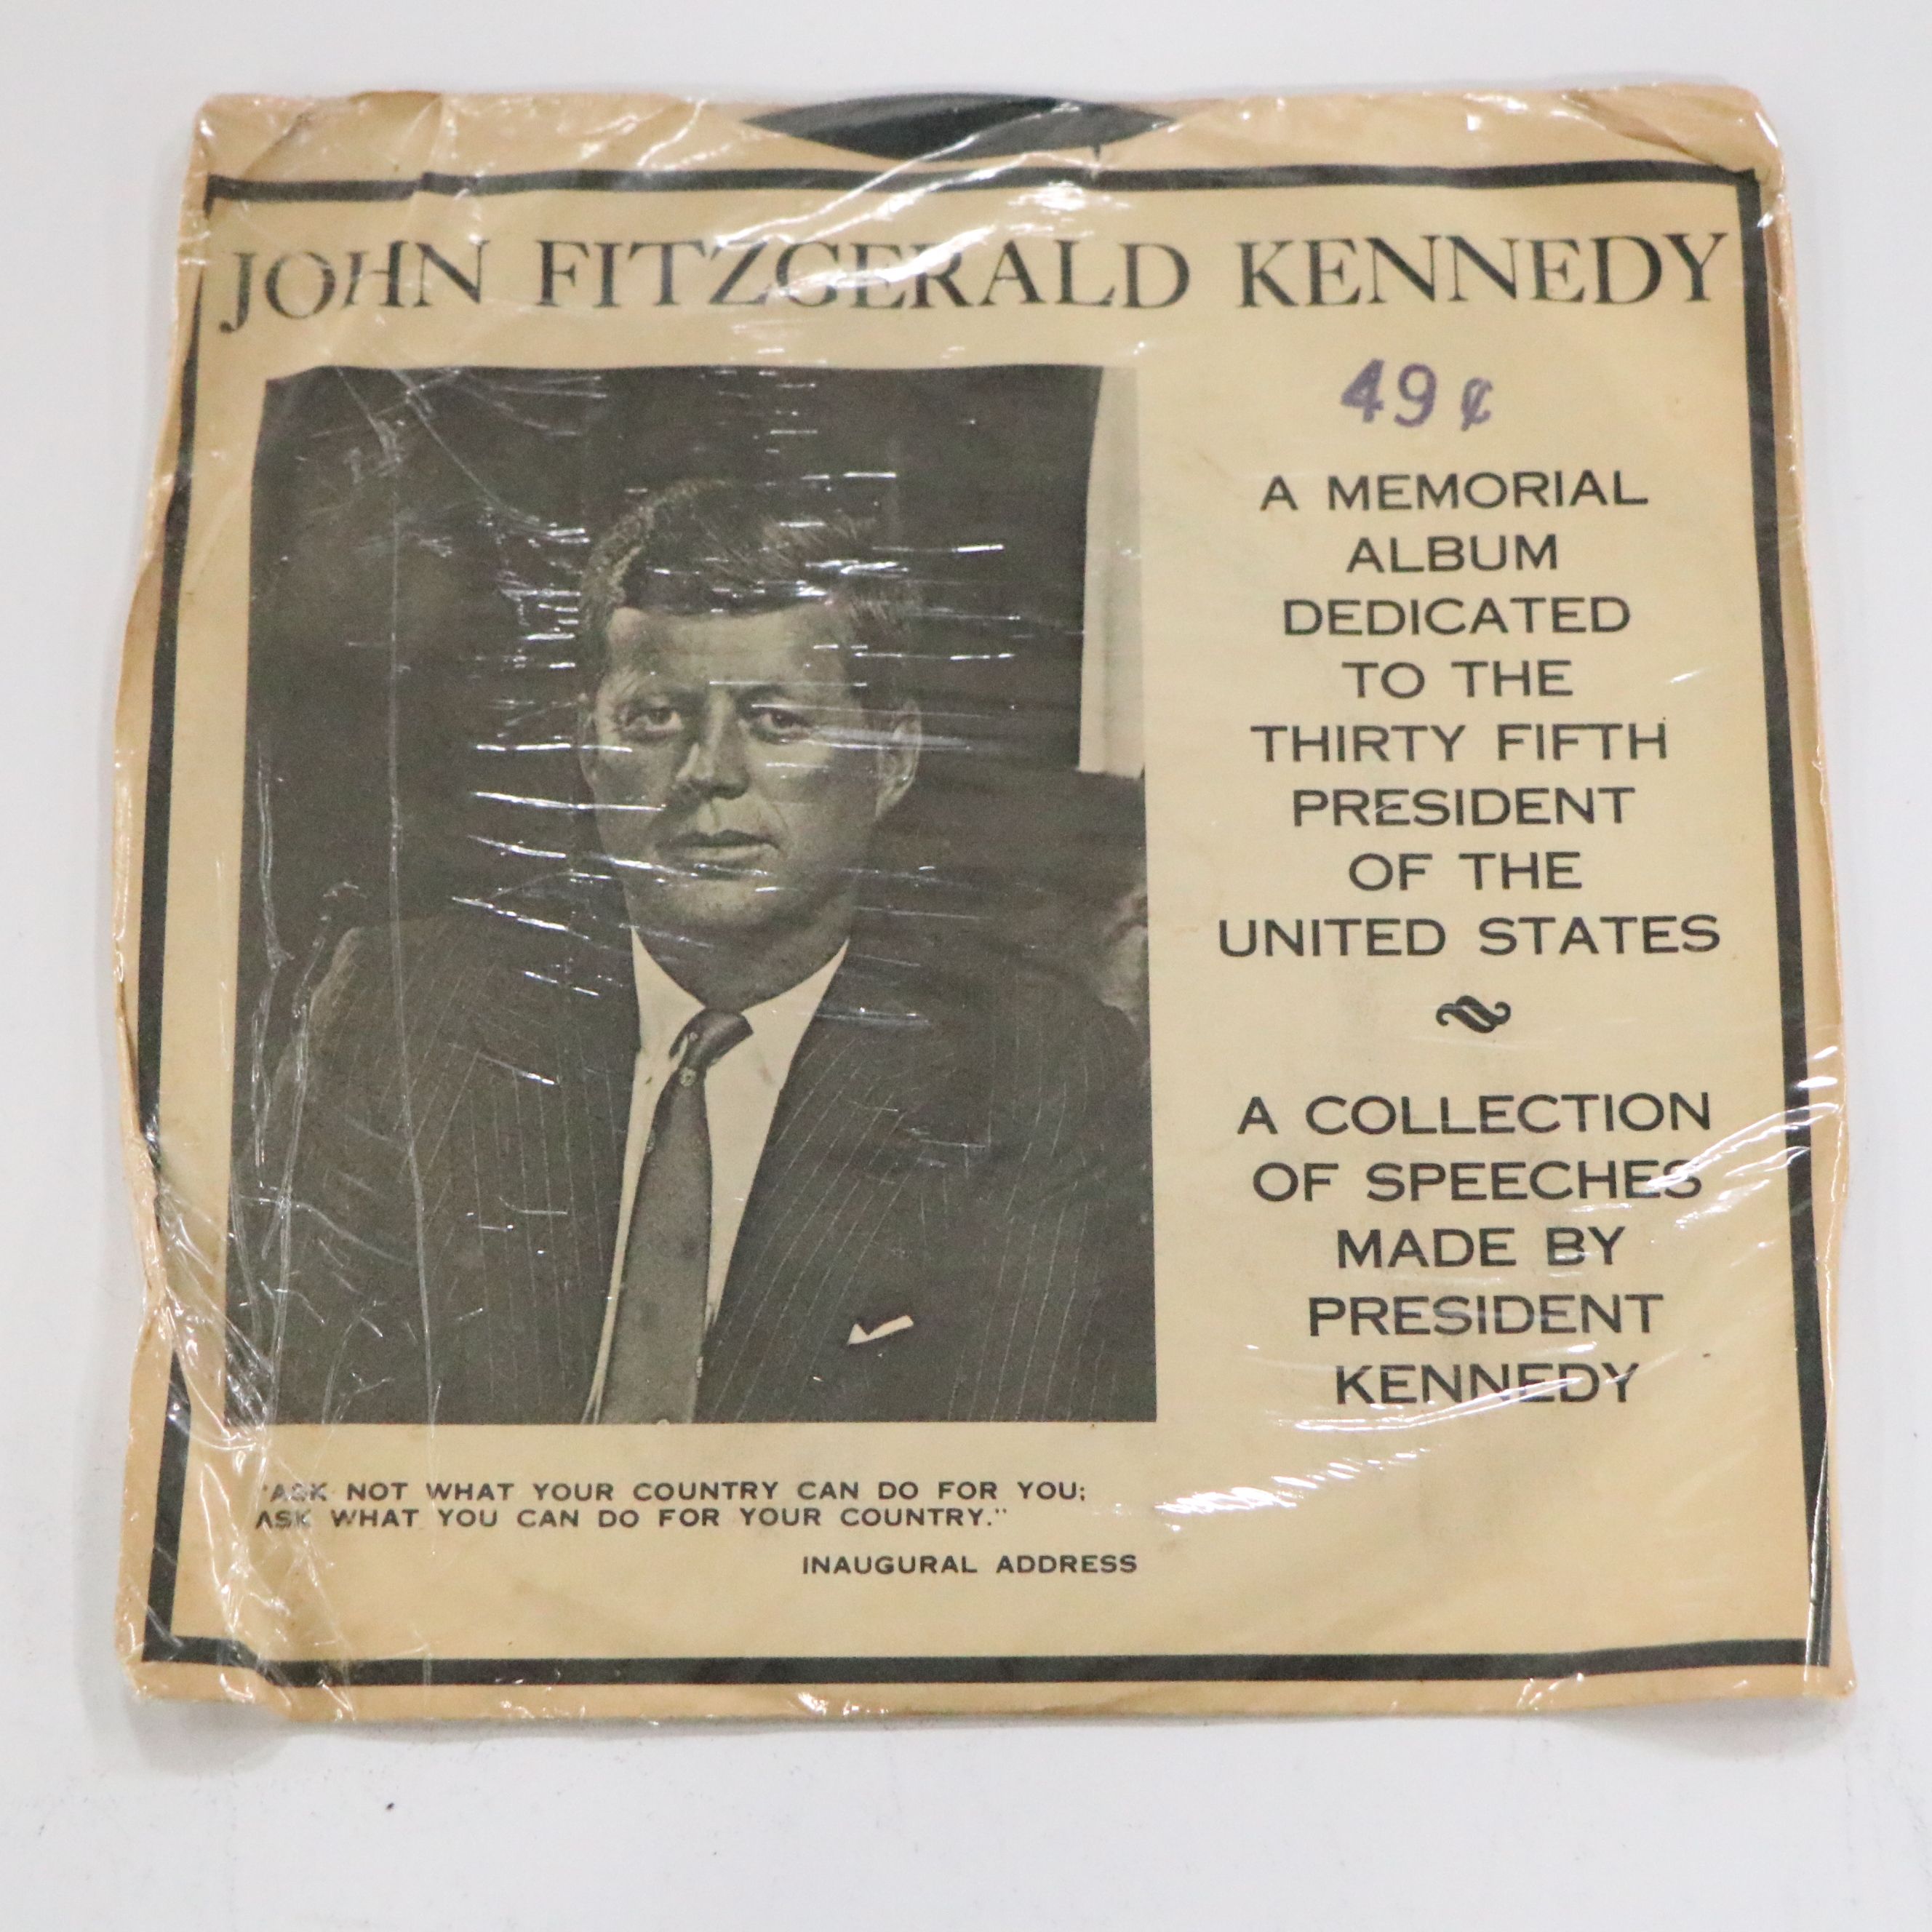 JOHN FITZGERALD KENNEDY
49¢
A MEMORIAL
ALBUM
DEDICATED
TO THE
THIRTY FIFTH
PRESIDENT
OF THE
UNITED STATES
A COLLECTION
OF SPEECHES
MADE BY
PRESIDENT
KENNEDY
"ASK NOT WHAT YOUR COUNTRY CAN DO FOR YOU;
ASK WHAT YOU CAN DO FOR YOUR COUNTRY."
INAUGURAL ADDRESS